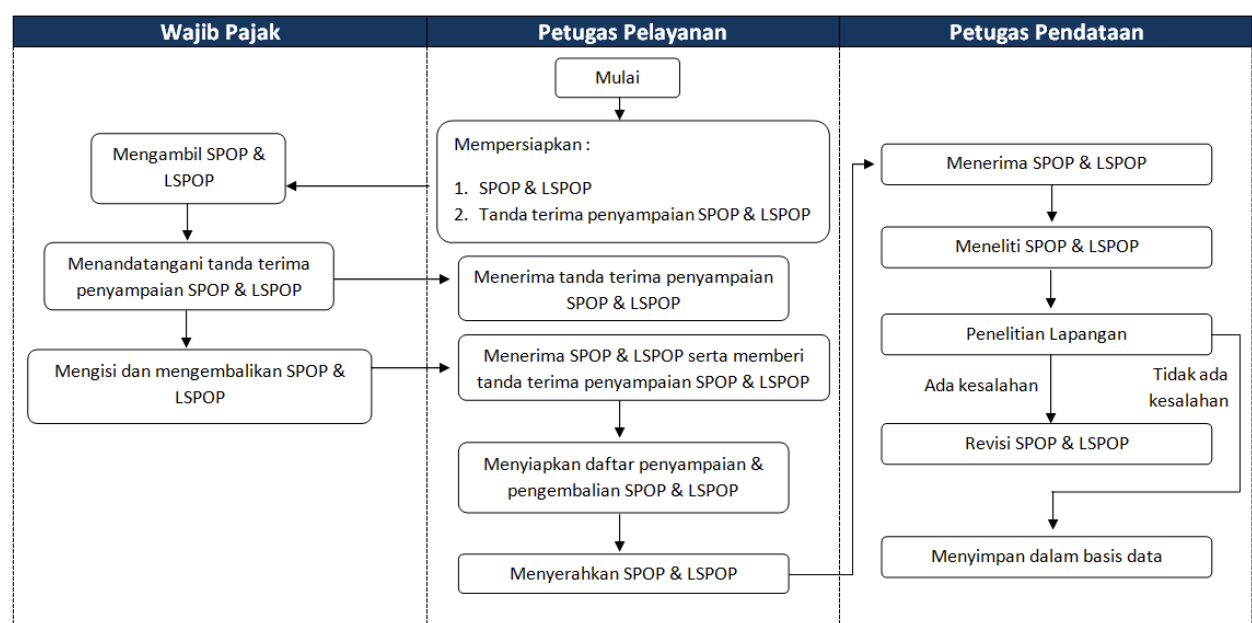 Wajib Pajak
Petugas Pelayanan
Petugas Pendataan
Mulai
Mempersiapkan :
1. SPOP & LSPOP
2. Tanda terima penyampaian SPOP & LSPOP
Mengambil SPOP &
LSPOP
Menandatangani tanda terima
penyampaian SPOP & LSPOP
Menerima tanda terima penyampaian
SPOP & LSPOP
Mengisi dan mengembalikan SPOP &
LSPOP
Menerima SPOP & LSPOP serta memberi
tanda terima penyampaian SPOP & LSPOP
Menyiapkan daftar penyampaian &
pengembalian SPOP & LSPOP
Menyerahkan SPOP & LSPOP
Menerima SPOP & LSPOP
Meneliti SPOP & LSPOP
Penelitian Lapangan
Ada kesalahan
Tidak ada
kesalahan
Revisi SPOP & LSPOP
Menyimpan dalam basis data